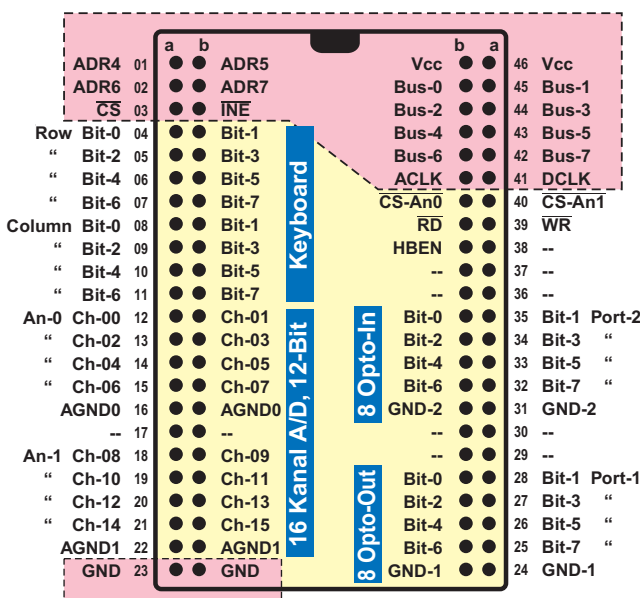 a b b a
ADR4 01 ADR5 Vcc 46 Vcc
ADR6 02 ADR7 Bus-0 45 Bus-1
CS 03 INE Bus-2 44 Bus-3
Row Bit-0 04 Bit-1 Bus-4 43 Bus-5
“ Bit-2 05 Bit-3 Bus-6 42 Bus-7
“ Bit-4 06 Bit-5 ACLK 41 DCLK
“ Bit-6 07 Bit-7 CS-An0 40 CS-An1
Column Bit-0 08 Bit-1 RD 39 WR
“ Bit-2 09 Bit-3 HBEN 38 --
“ Bit-4 10 Bit-5 -- 37 --
“ Bit-6 11 Bit-7 -- 36 --
An-0 Ch-00 12 Ch-01 Bit-0 35 Bit-1 Port-2
“ Ch-02 13 Ch-03 Bit-2 34 Bit-3 “
“ Ch-04 14 Ch-05 Bit-4 33 Bit-5 “
“ Ch-06 15 Ch-07 Bit-6 32 Bit-7 “
AGND0 16 AGND0 GND-2 31 GND-2
-- 17 -- -- 30 --
An-1 Ch-08 18 Ch-09 -- 29 --
“ Ch-10 19 Ch-11 Bit-0 28 Bit-1 Port-1
“ Ch-12 20 Ch-13 Bit-2 27 Bit-3 “
“ Ch-14 21 Ch-15 Bit-4 26 Bit-5 “
AGND1 22 AGND1 Bit-6 25 Bit-7 “
GND 23 GND GND-1 24 GND-1
Keyboard
16 Kanal A/D, 12-Bit
8 Opto-In
8 Opto-Out